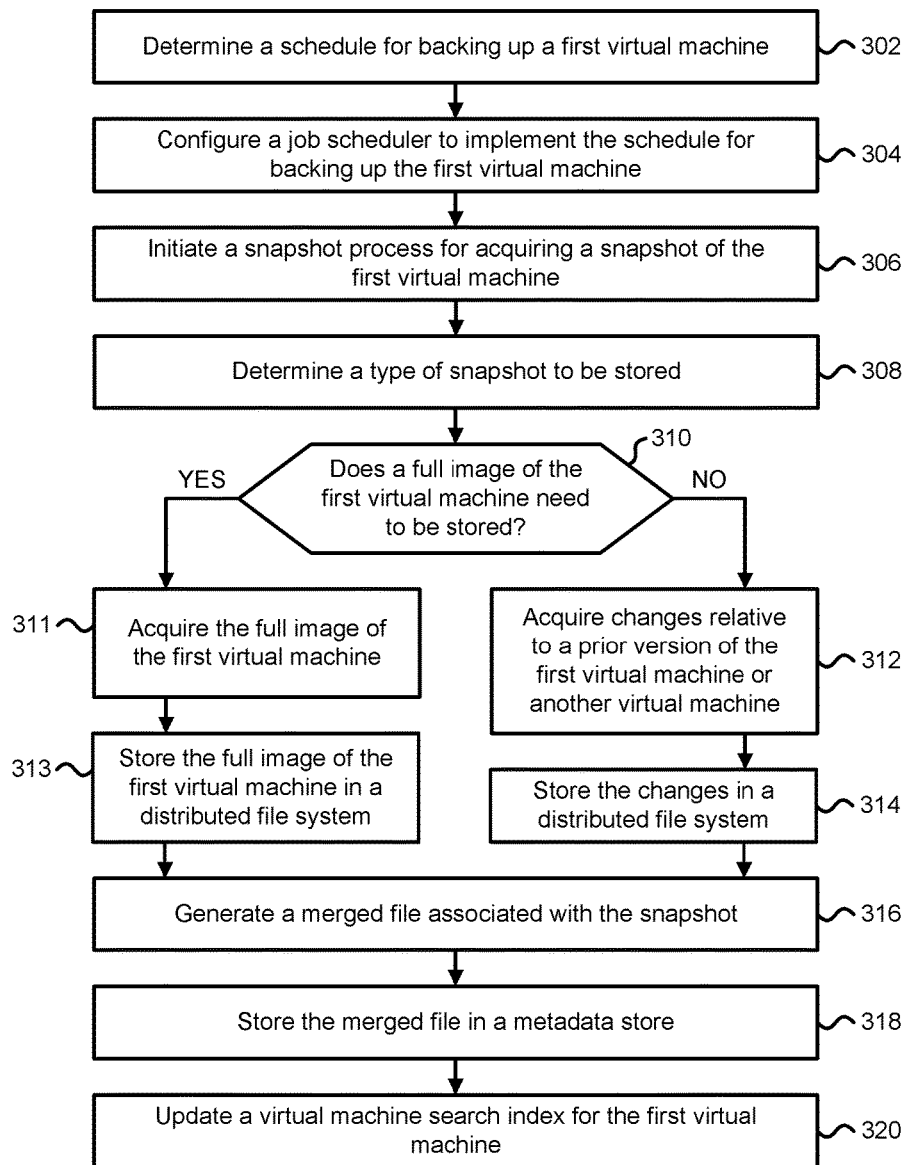 Determine a schedule for backing up a first virtual machine
302
Configure a job scheduler to implement the schedule for
backing up the first virtual machine
304
Initiate a snapshot process for acquiring a snapshot of the
first virtual machine
306
Determine a type of snapshot to be stored
308
310
YES
Does a full image of the
first virtual machine need
to be stored?
NO
311
Acquire the full image of
the first virtual machine
Acquire changes relative
to a prior version of the
first virtual machine or
another virtual machine
312
313
Store the full image of the
first virtual machine in a
distributed file system
Store the changes in a
distributed file system
314
Generate a merged file associated with the snapshot
316
Store the merged file in a metadata store
318
Update a virtual machine search index for the first virtual
machine
320